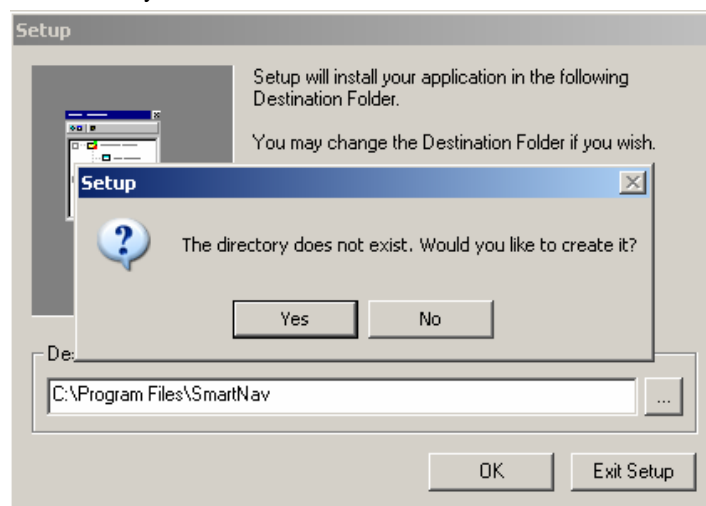 Setup
Setup will install your application in the following
Destination Folder.
You may change the Destination Folder if you wish.
Setup
The directory does not exist. Would you like to create it?
Yes
No
C:\Program Files\SmartNav
...
OK
Exit Setup